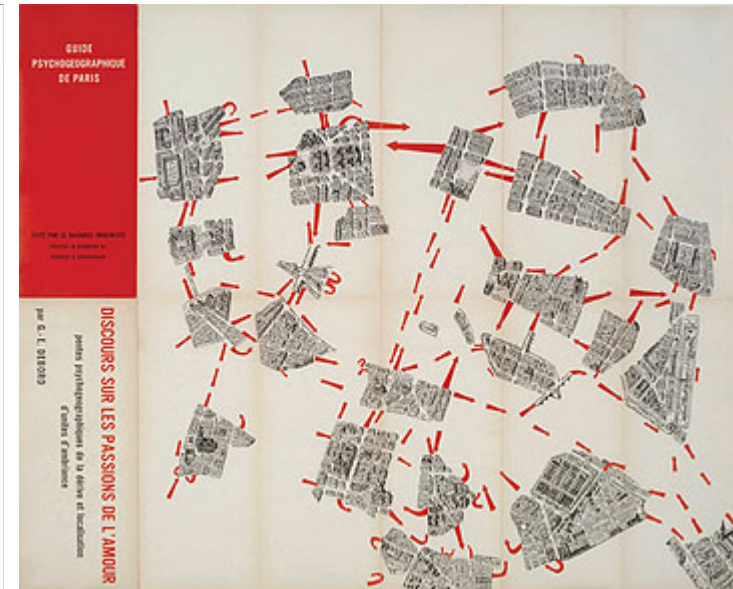 GUIDE
PSYCHOGEOGRAPHIQUE
DE PARIS
DISCOURS SUR LES PASSIONS DE L'AMOUR
pentes psychogeographiques de la dérive et localisation
d'unités d'ambiance
par G.-E. DEBORD